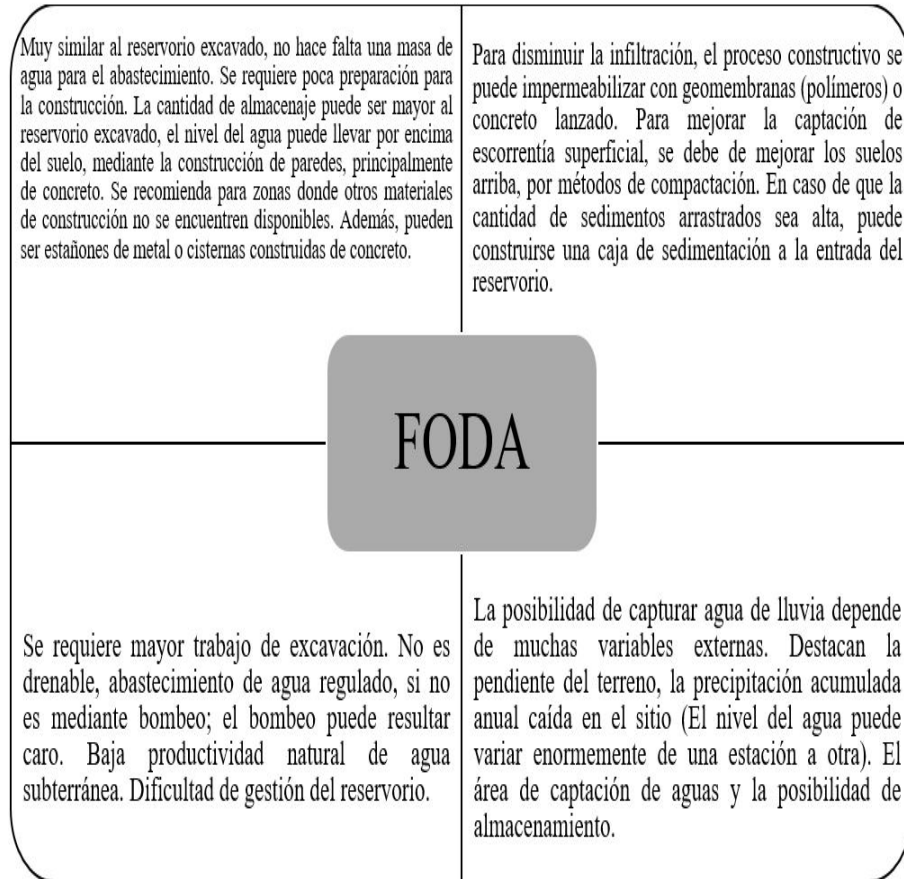 Muy similar al reservorio excavado, no hace falta una masa de
agua para el abastecimiento. Se requiere poca preparación para
la construcción. La cantidad de almacenaje puede ser mayor al
reservorio excavado, el nivel del agua puede llevar por encima
del suelo, mediante la construcción de paredes, principalmente
de concreto. Se recomienda para zonas donde otros materiales
de construcción no se encuentren disponibles. Además, pueden
ser estañones de metal o cisternas construidas de concreto.
Para disminuir la infiltración, el proceso constructivo se
puede impermeabilizar con geomembranas (polímeros) o
concreto lanzado. Para mejorar la captación de
escorrentía superficial, se debe de mejorar los suelos
arriba, por métodos de compactación. En caso de que la
cantidad de sedimentos arrastrados sea alta, puede
construirse una caja de sedimentación a la entrada del
reservorio.
FODA
Se requiere mayor trabajo de excavación. No es
drenable, abastecimiento de agua regulado, si no
es mediante bombeo; el bombeo puede resultar
caro. Baja productividad natural de agua
subterránea. Dificultad de gestión del reservorio.
La posibilidad de capturar agua de lluvia depende
de muchas variables externas. Destacan la
pendiente del terreno, la precipitación acumulada
anual caída en el sitio (El nivel del agua puede
variar enormemente de una estación a otra). El
área de captación de aguas y la posibilidad de
almacenamiento.